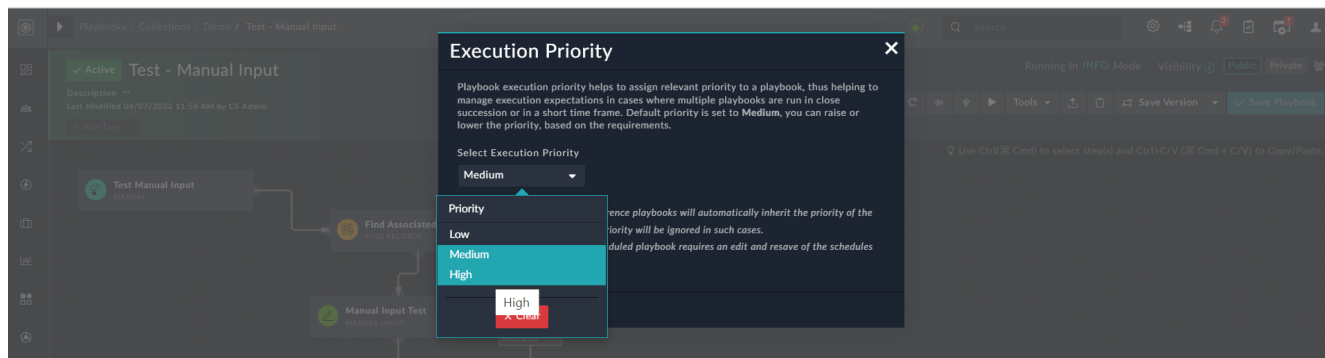 Playbooks / Collections / Demo / Test - Manual Input
Search
2
1
Active Test - Manual Input
Running In INFO Mode Visibility Public Private
Description --
Last Modified 04/07/2022 11:58 AM by CS Admin
+ Add Tags
Tools
Save Version
Save Playbook
Use Ctrl(⌘ Cmd) to select step(s) and Ctrl+C/V (⌘ Cmd + C/V) to Copy/Paste
Test Manual Input
MANUAL
Find Associated
FIND RECORDS
Manual Input Test
MANUAL INPUT
Execution Priority
Playbook execution priority helps to assign relevant priority to a playbook, thus helping to
manage execution expectations in cases where multiple playbooks are run in close
succession or in a short time frame. Default priority is set to Medium, you can raise or
lower the priority, based on the requirements.
Select Execution Priority
Medium
rence playbooks will automatically inherit the priority of the
iority will be ignored in such cases.
duled playbook requires an edit and resave of the schedules
Priority
Low
Medium
High
High
X Clear